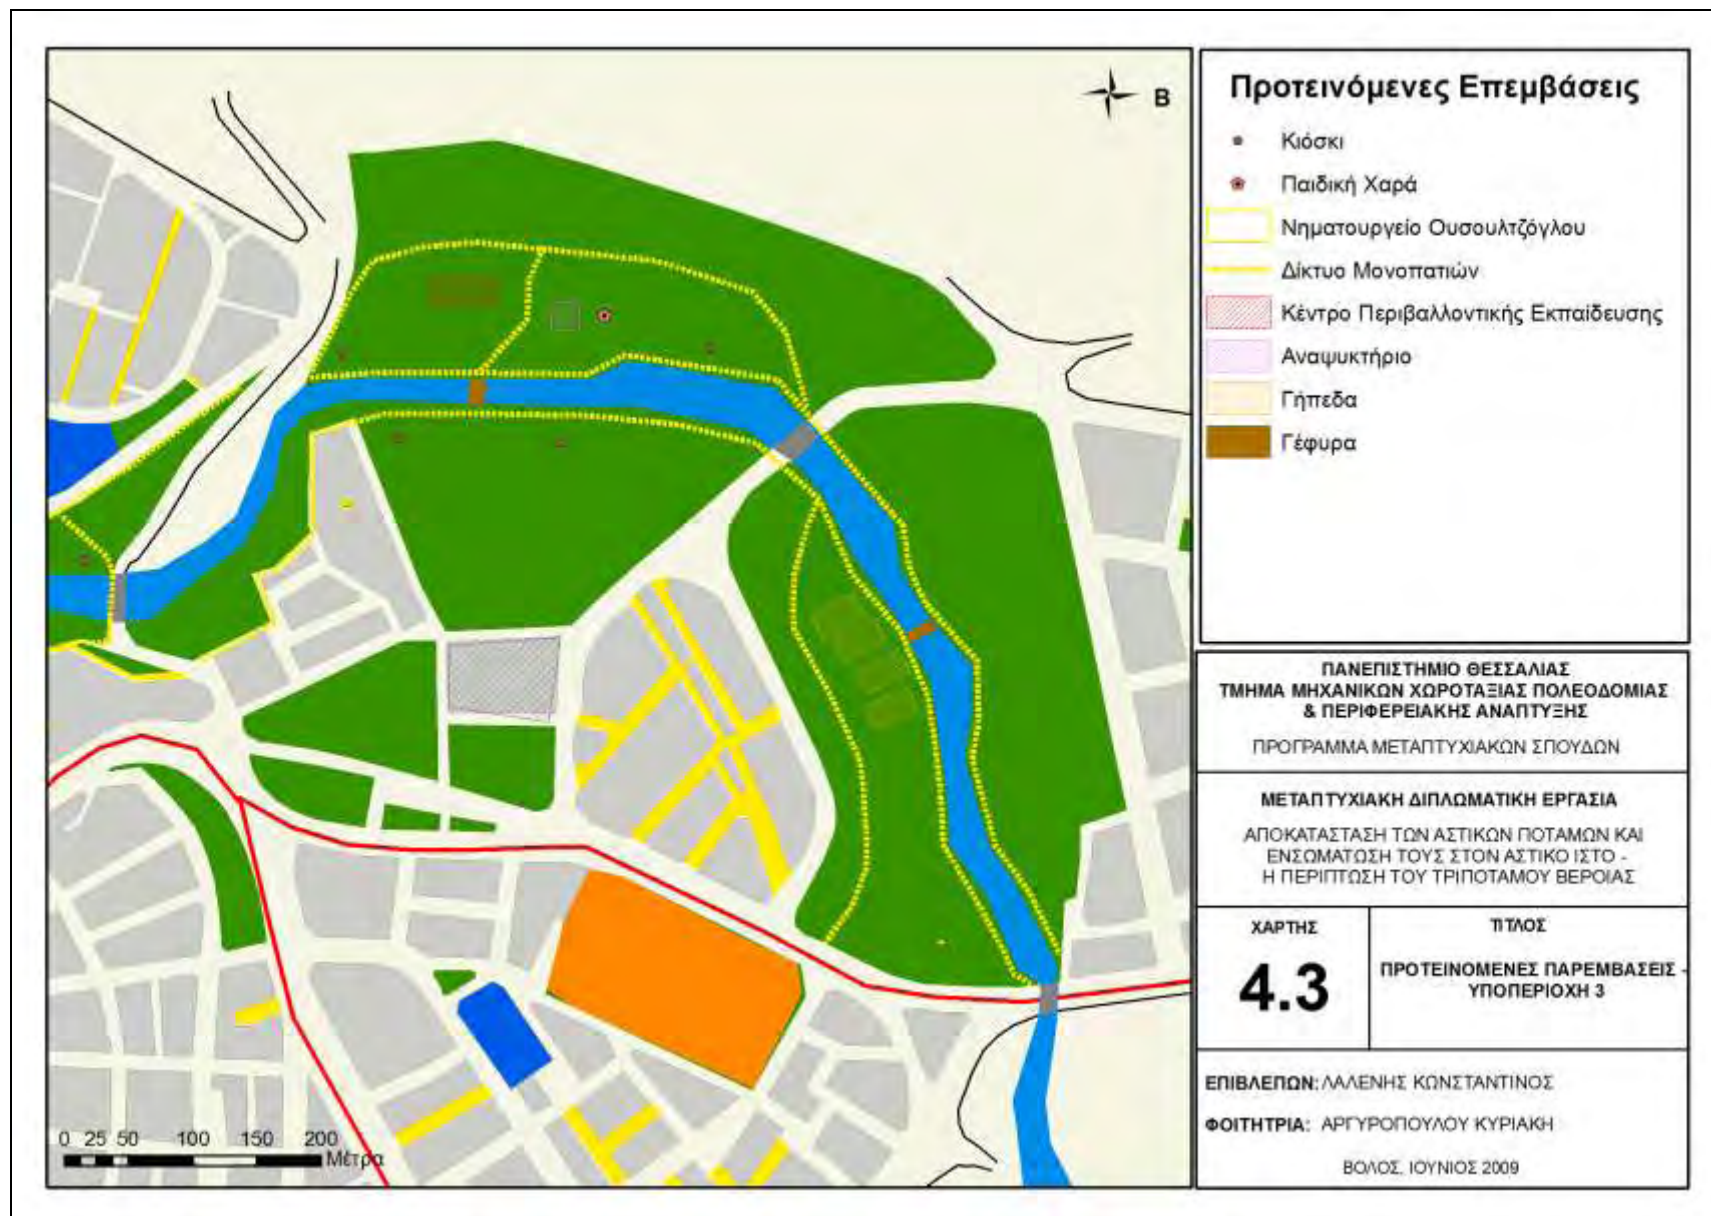 Β
Προτεινόμενες Επεμβάσεις
Κιόσκι
Παιδική Χαρά
Νηματουργείο Ουσουλτζόγλου
Δίκτυο Μονοπατιών
Κέντρο Περιβαλλοντικής Εκπαίδευσης
Αναψυκτήριο
Γήπεδα
Γέφυρα
ΠΑΝΕΠΙΣΤΗΜΙΟ ΘΕΣΣΑΛΙΑΣ
ΤΜΗΜΑ ΜΗΧΑΝΙΚΩΝ ΧΩΡΟΤΑΞΙΑΣ ΠΟΛΕΟΔΟΜΙΑΣ
& ΠΕΡΙΦΕΡΕΙΑΚΗΣ ΑΝΑΠΤΥΞΗΣ
ΠΡΟΓΡΑΜΜΑ ΜΕΤΑΠΤΥΧΙΑΚΩΝ ΣΠΟΥΔΩΝ
ΜΕΤΑΠΤΥΧΙΑΚΗ ΔΙΠΛΩΜΑΤΙΚΗ ΕΡΓΑΣΙΑ
ΑΠΟΚΑΤΑΣΤΑΣΗ ΤΩΝ ΑΣΤΙΚΩΝ ΠΟΤΑΜΩΝ ΚΑΙ
ΕΝΣΩΜΑΤΩΣΗ ΤΟΥΣ ΣΤΟΝ ΑΣΤΙΚΟ ΙΣΤΟ -
Η ΠΕΡΙΠΤΩΣΗ ΤΟΥ ΤΡΙΠΟΤΑΜΟΥ ΒΕΡΟΙΑΣ
ΧΑΡΤΗΣ
4.3
ΤΙΤΛΟΣ
ΠΡΟΤΕΙΝΟΜΕΝΕΣ ΠΑΡΕΜΒΑΣΕΙΣ -
ΥΠΟΠΕΡΙΟΧΗ 3
ΕΠΙΒΛΕΠΩΝ: ΛΑΛΕΝΗΣ ΚΩΝΣΤΑΝΤΙΝΟΣ
ΦΟΙΤΗΤΡΙΑ: ΑΡΓΥΡΟΠΟΥΛΟΥ ΚΥΡΙΑΚΗ
ΒΟΛΟΣ, ΙΟΥΝΙΟΣ 2009
0 25 50 100 150 200
Μέτρα